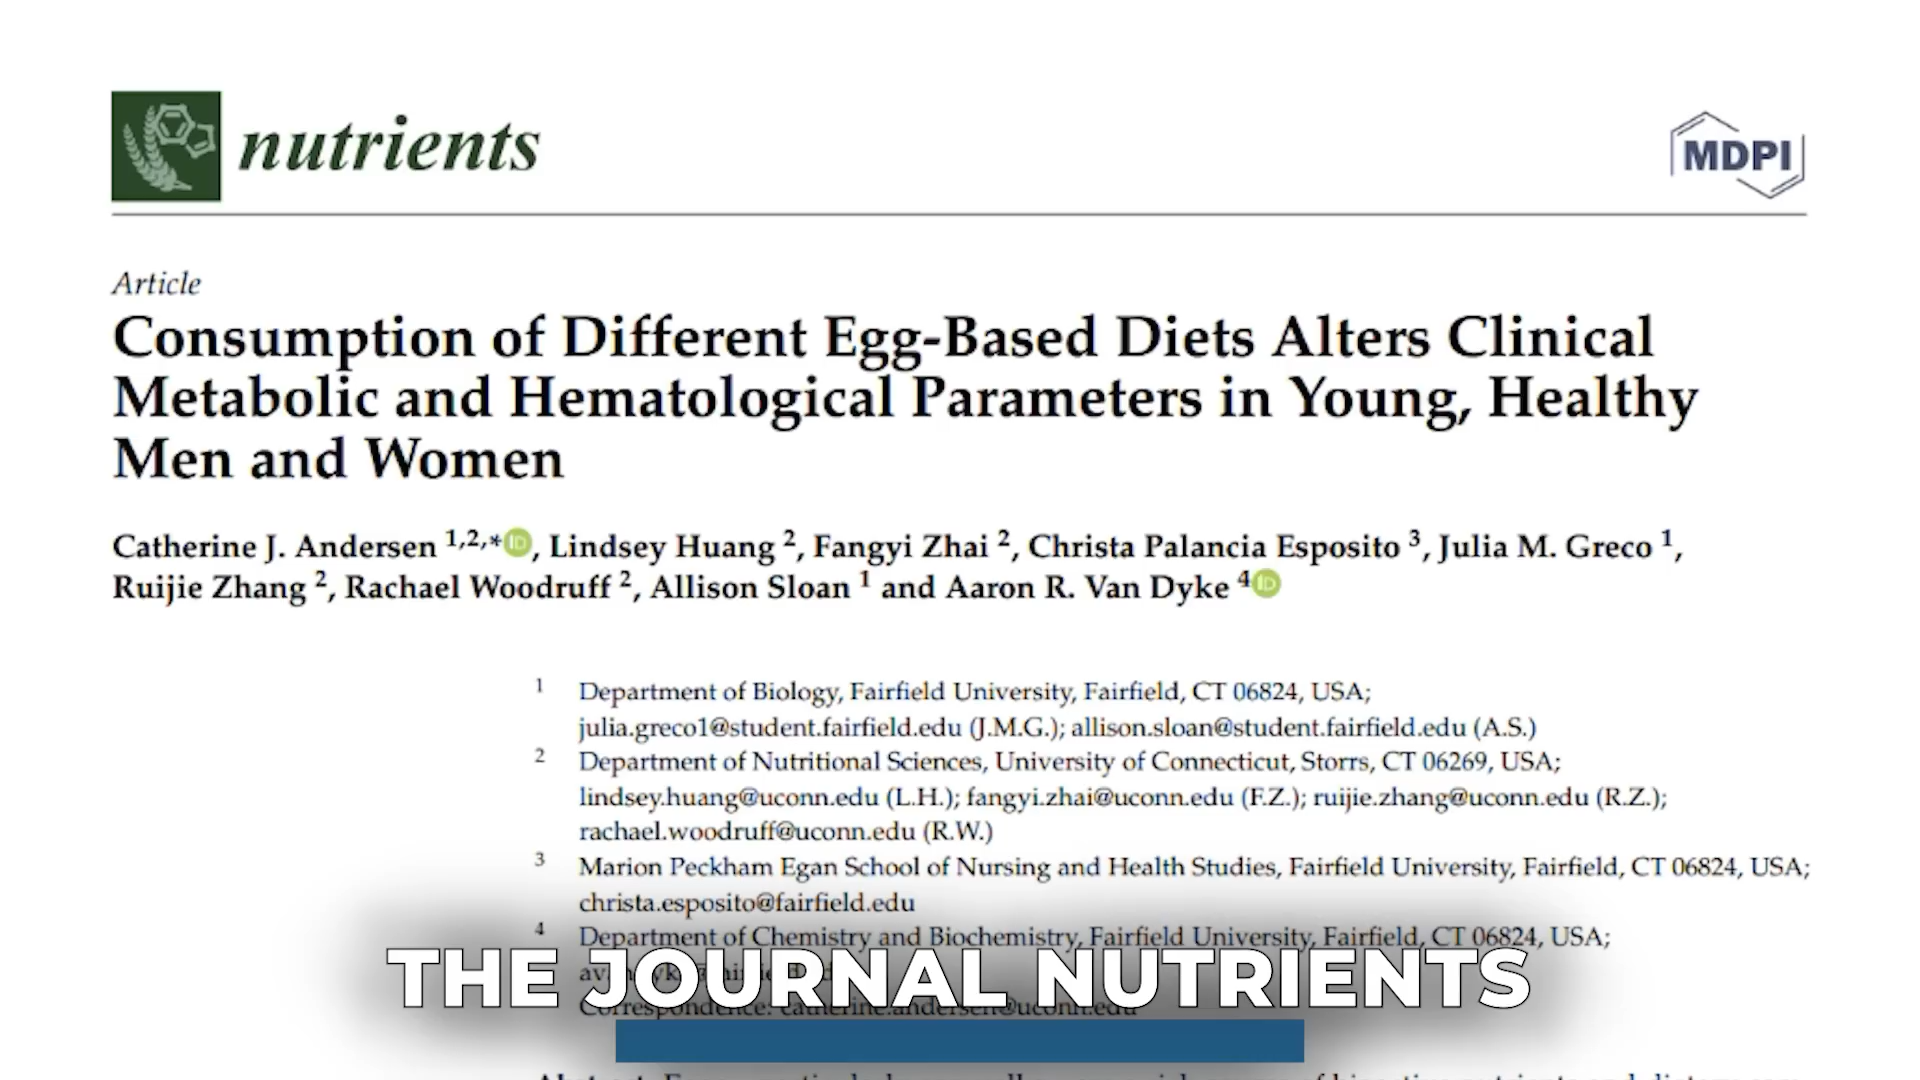 nutrients
MDPI
Article
Consumption of Different Egg-Based Diets Alters Clinical
Metabolic and Hematological Parameters in Young, Healthy
Men and Women
Catherine J. Andersen 1,2,* iD, Lindsey Huang 2, Fangyi Zhai 2, Christa Palancia Esposito 3, Julia M. Greco 1,
Ruijie Zhang 2, Rachael Woodruff 2, Allison Sloan 1 and Aaron R. Van Dyke 4 iD
1 Department of Biology, Fairfield University, Fairfield, CT 06824, USA;
julia.greco1@student.fairfield.edu (J.M.G.); allison.sloan@student.fairfield.edu (A.S.)
2 Department of Nutritional Sciences, University of Connecticut, Storrs, CT 06269, USA;
lindsey.huang@uconn.edu (L.H.); fangyi.zhai@uconn.edu (F.Z.); ruijie.zhang@uconn.edu (R.Z.);
rachael.woodruff@uconn.edu (R.W.)
3 Marion Peckham Egan School of Nursing and Health Studies, Fairfield University, Fairfield, CT 06824, USA;
christa.esposito@fairfield.edu
4 Department of Chemistry and Biochemistry, Fairfield University, Fairfield, CT 06824, USA;
THE JOURNAL NUTRIENTS
Correspondence: catherine.andersen@uconn.edu